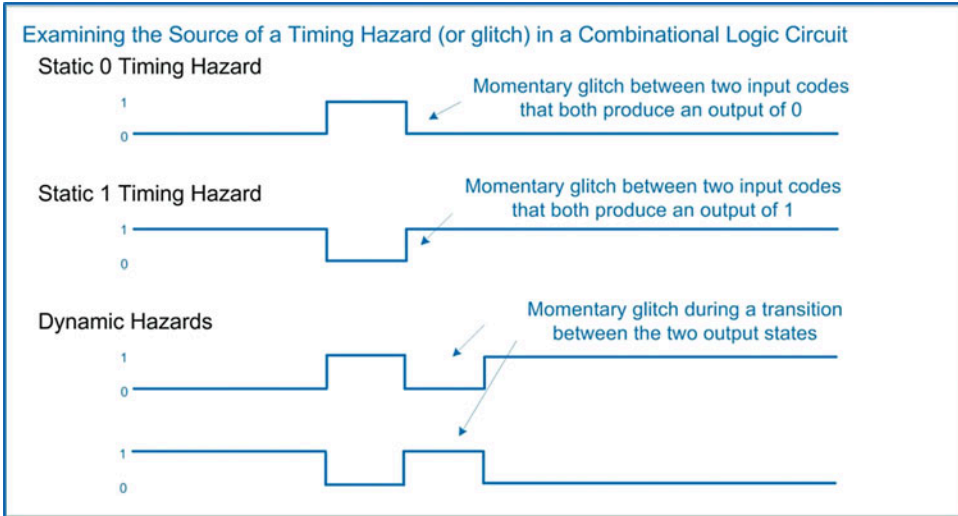 Examining the Source of a Timing Hazard (or glitch) in a Combinational Logic Circuit
Static 0 Timing Hazard
Momentary glitch between two input codes
that both produce an output of 0
1
0
Static 1 Timing Hazard
Momentary glitch between two input codes
that both produce an output of 1
1
0
Dynamic Hazards
Momentary glitch during a transition
between the two output states
1
0
1
0